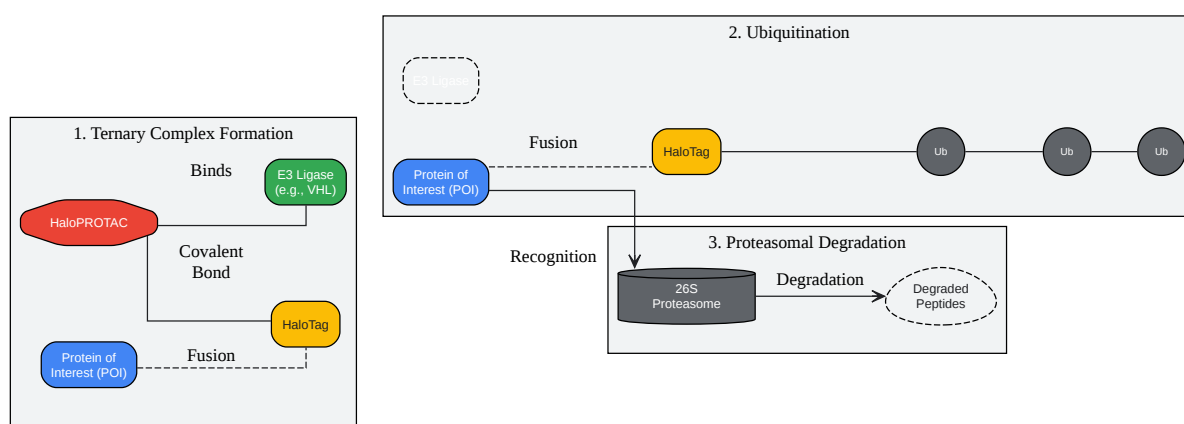 1. Ternary Complex Formation
Binds
E3 Ligase
(e.g., VHL)
HaloPROTAC
Covalent
Bond
HaloTag
Protein of
Interest (POI)
Fusion
2. Ubiquitination
E3 Ligase
Fusion
HaloTag
Ub
Ub
Ub
Protein of
Interest (POI)
Recognition
3. Proteasomal Degradation
26S
Proteasome
Degradation
Degraded
Peptides